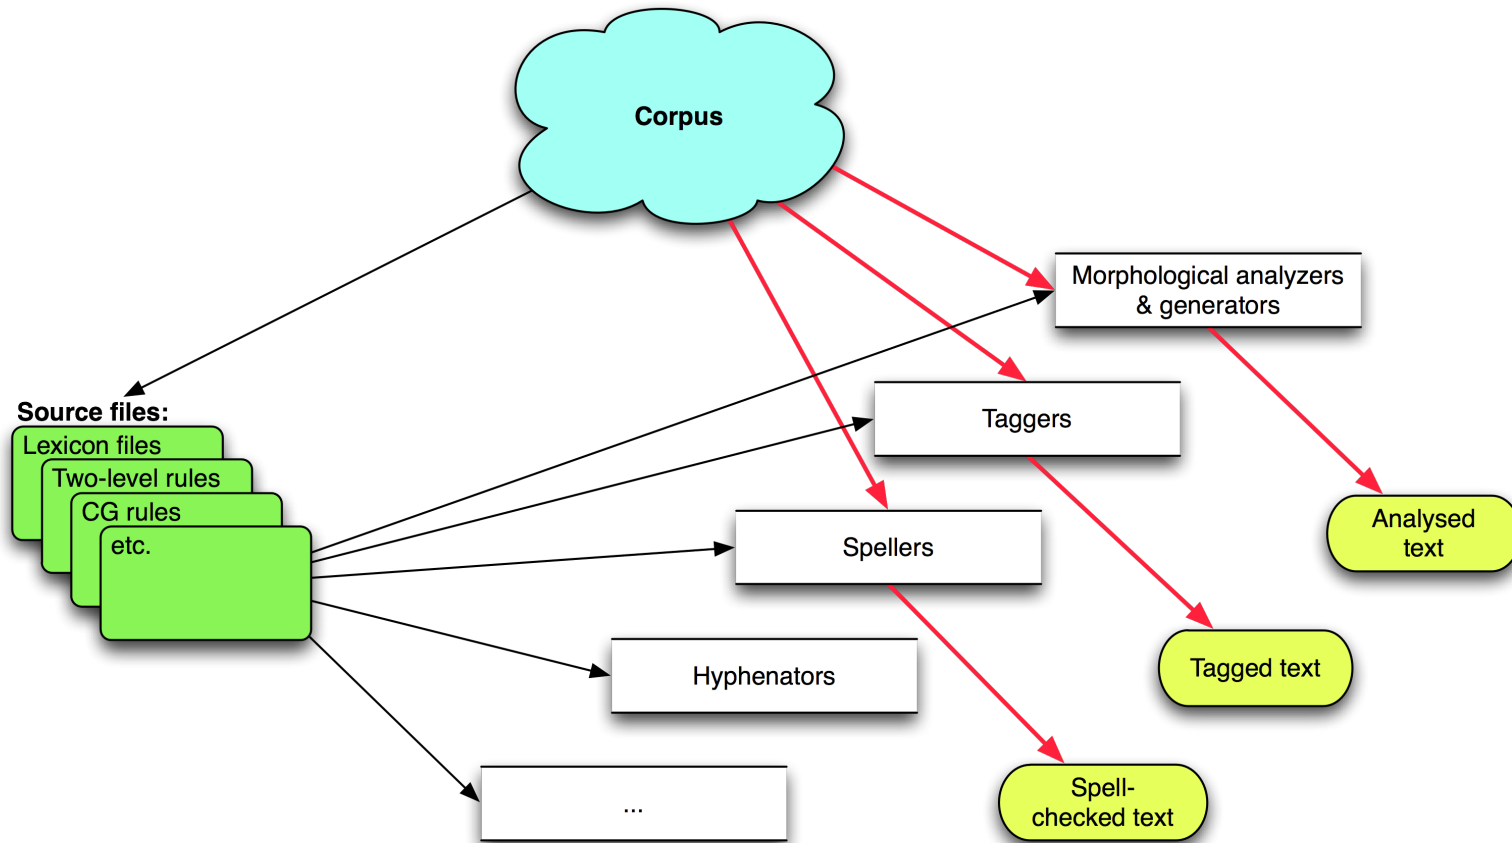 Corpus
Morphological analyzers
& generators
Source files:
Lexicon files
Two-level rules
CG rules
etc.
Taggers
Spellers
Analysed
text
Hyphenators
Tagged text
...
Spell-
checked text